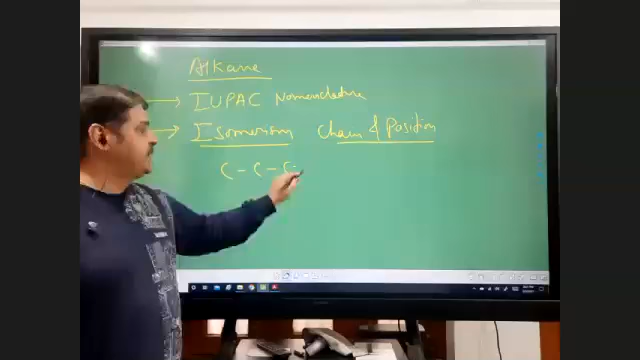 Alkane
→ IUPAC Nomenclature
→ Isomerism Chain & Position
C - C - C -